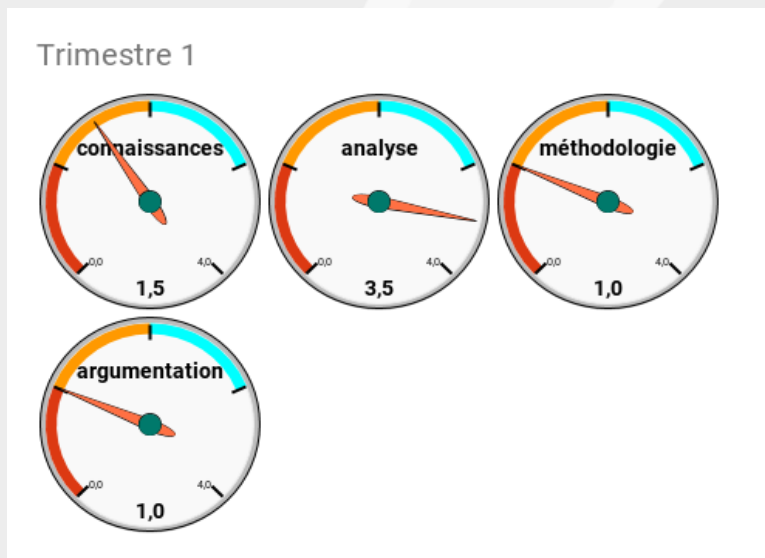 Trimestre 1
connaissances
0,0 4,0
1,5
analyse
0,0 4,0
3,5
méthodologie
0,0 4,0
1,0
argumentation
0,0 4,0
1,0